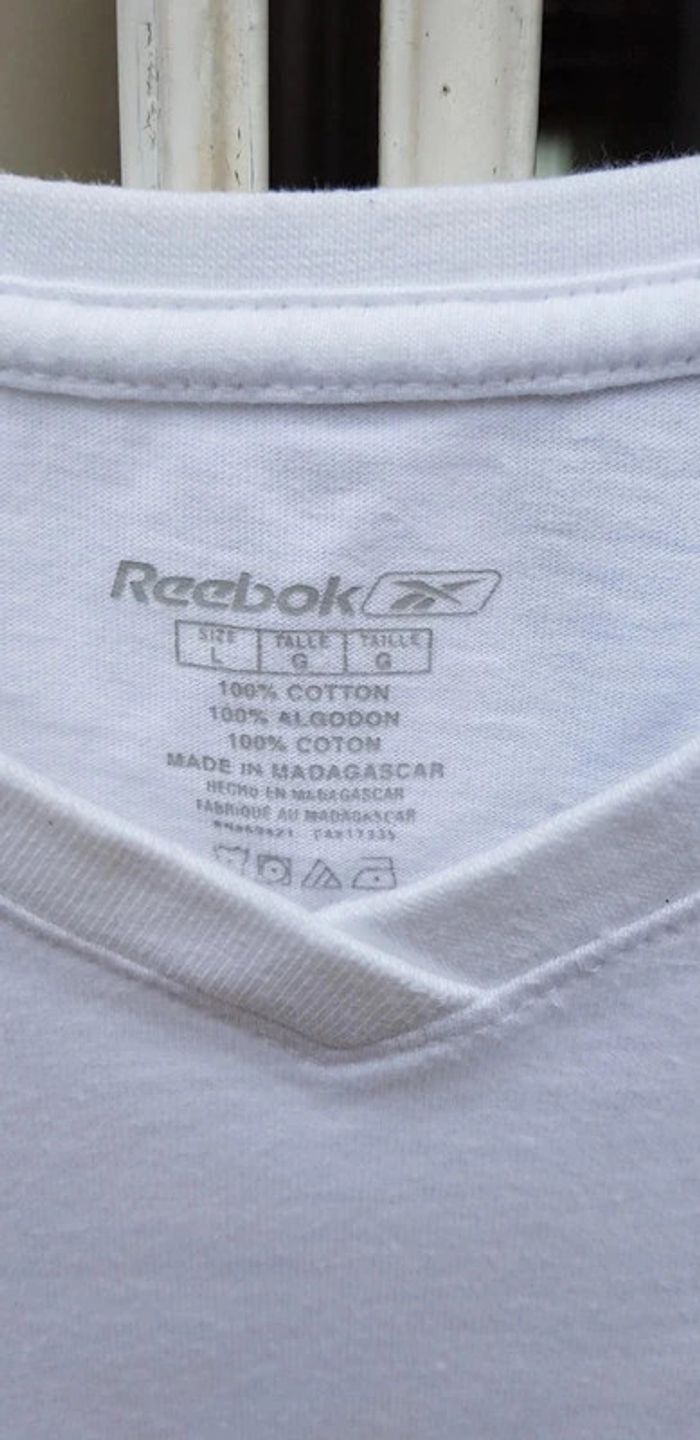 Reebok
SIZE TALLE TAILLE
L G G
100% COTTON
100% ALGODON
100% COTON
MADE IN MADAGASCAR
HECHO EN MADAGASCAR
FABRIQUÉ AU MADAGASCAR